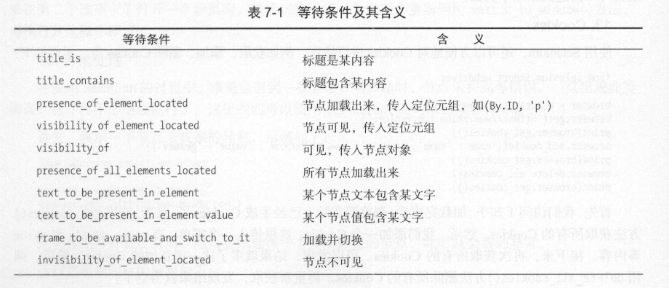 表 7-1 等待条件及其含义
等待条件 含 义
title_is 标题是某内容
title_contains 标题包含某内容
presence_of_element_located 节点加载出来，传入定位元组，如(By.ID, 'p')
visibility_of_element_located 节点可见，传入定位元组
visibility_of 可见，传入节点对象
presence_of_all_elements_located 所有节点加载出来
text_to_be_present_in_element 某个节点文本包含某文字
text_to_be_present_in_element_value 某个节点值包含某文字
frame_to_be_available_and_switch_to_it 加载并切换
invisibility_of_element_located 节点不可见